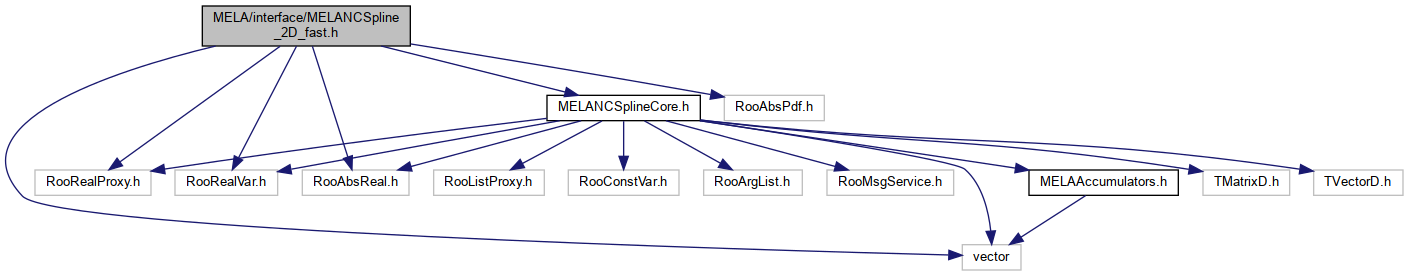 MELA/interface/MELANCSpline
_2D_fast.h
MELANCSplineCore.h
RooAbsPdf.h
RooRealProxy.h
RooRealVar.h
RooAbsReal.h
RooListProxy.h
RooConstVar.h
RooArgList.h
RooMsgService.h
MELAAccumulators.h
TMatrixD.h
TVectorD.h
vector